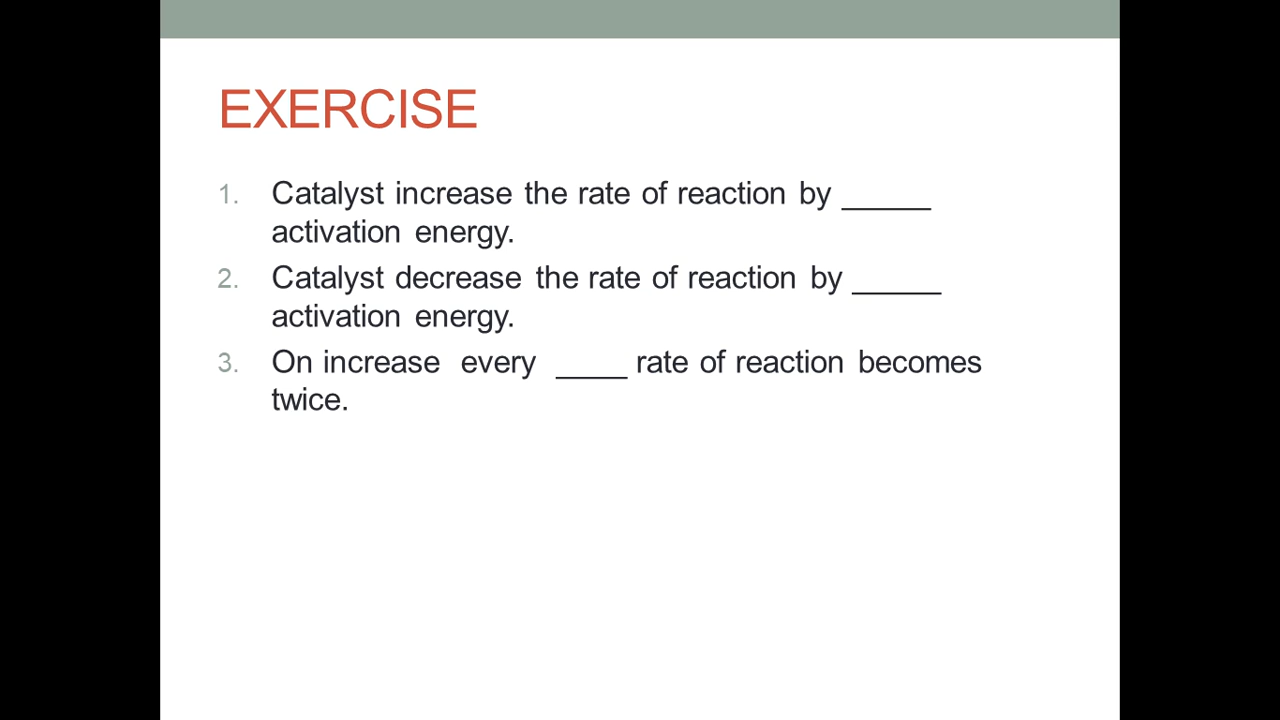 EXERCISE
1. Catalyst increase the rate of reaction by _____
activation energy.
2. Catalyst decrease the rate of reaction by _____
activation energy.
3. On increase every ____ rate of reaction becomes
twice.